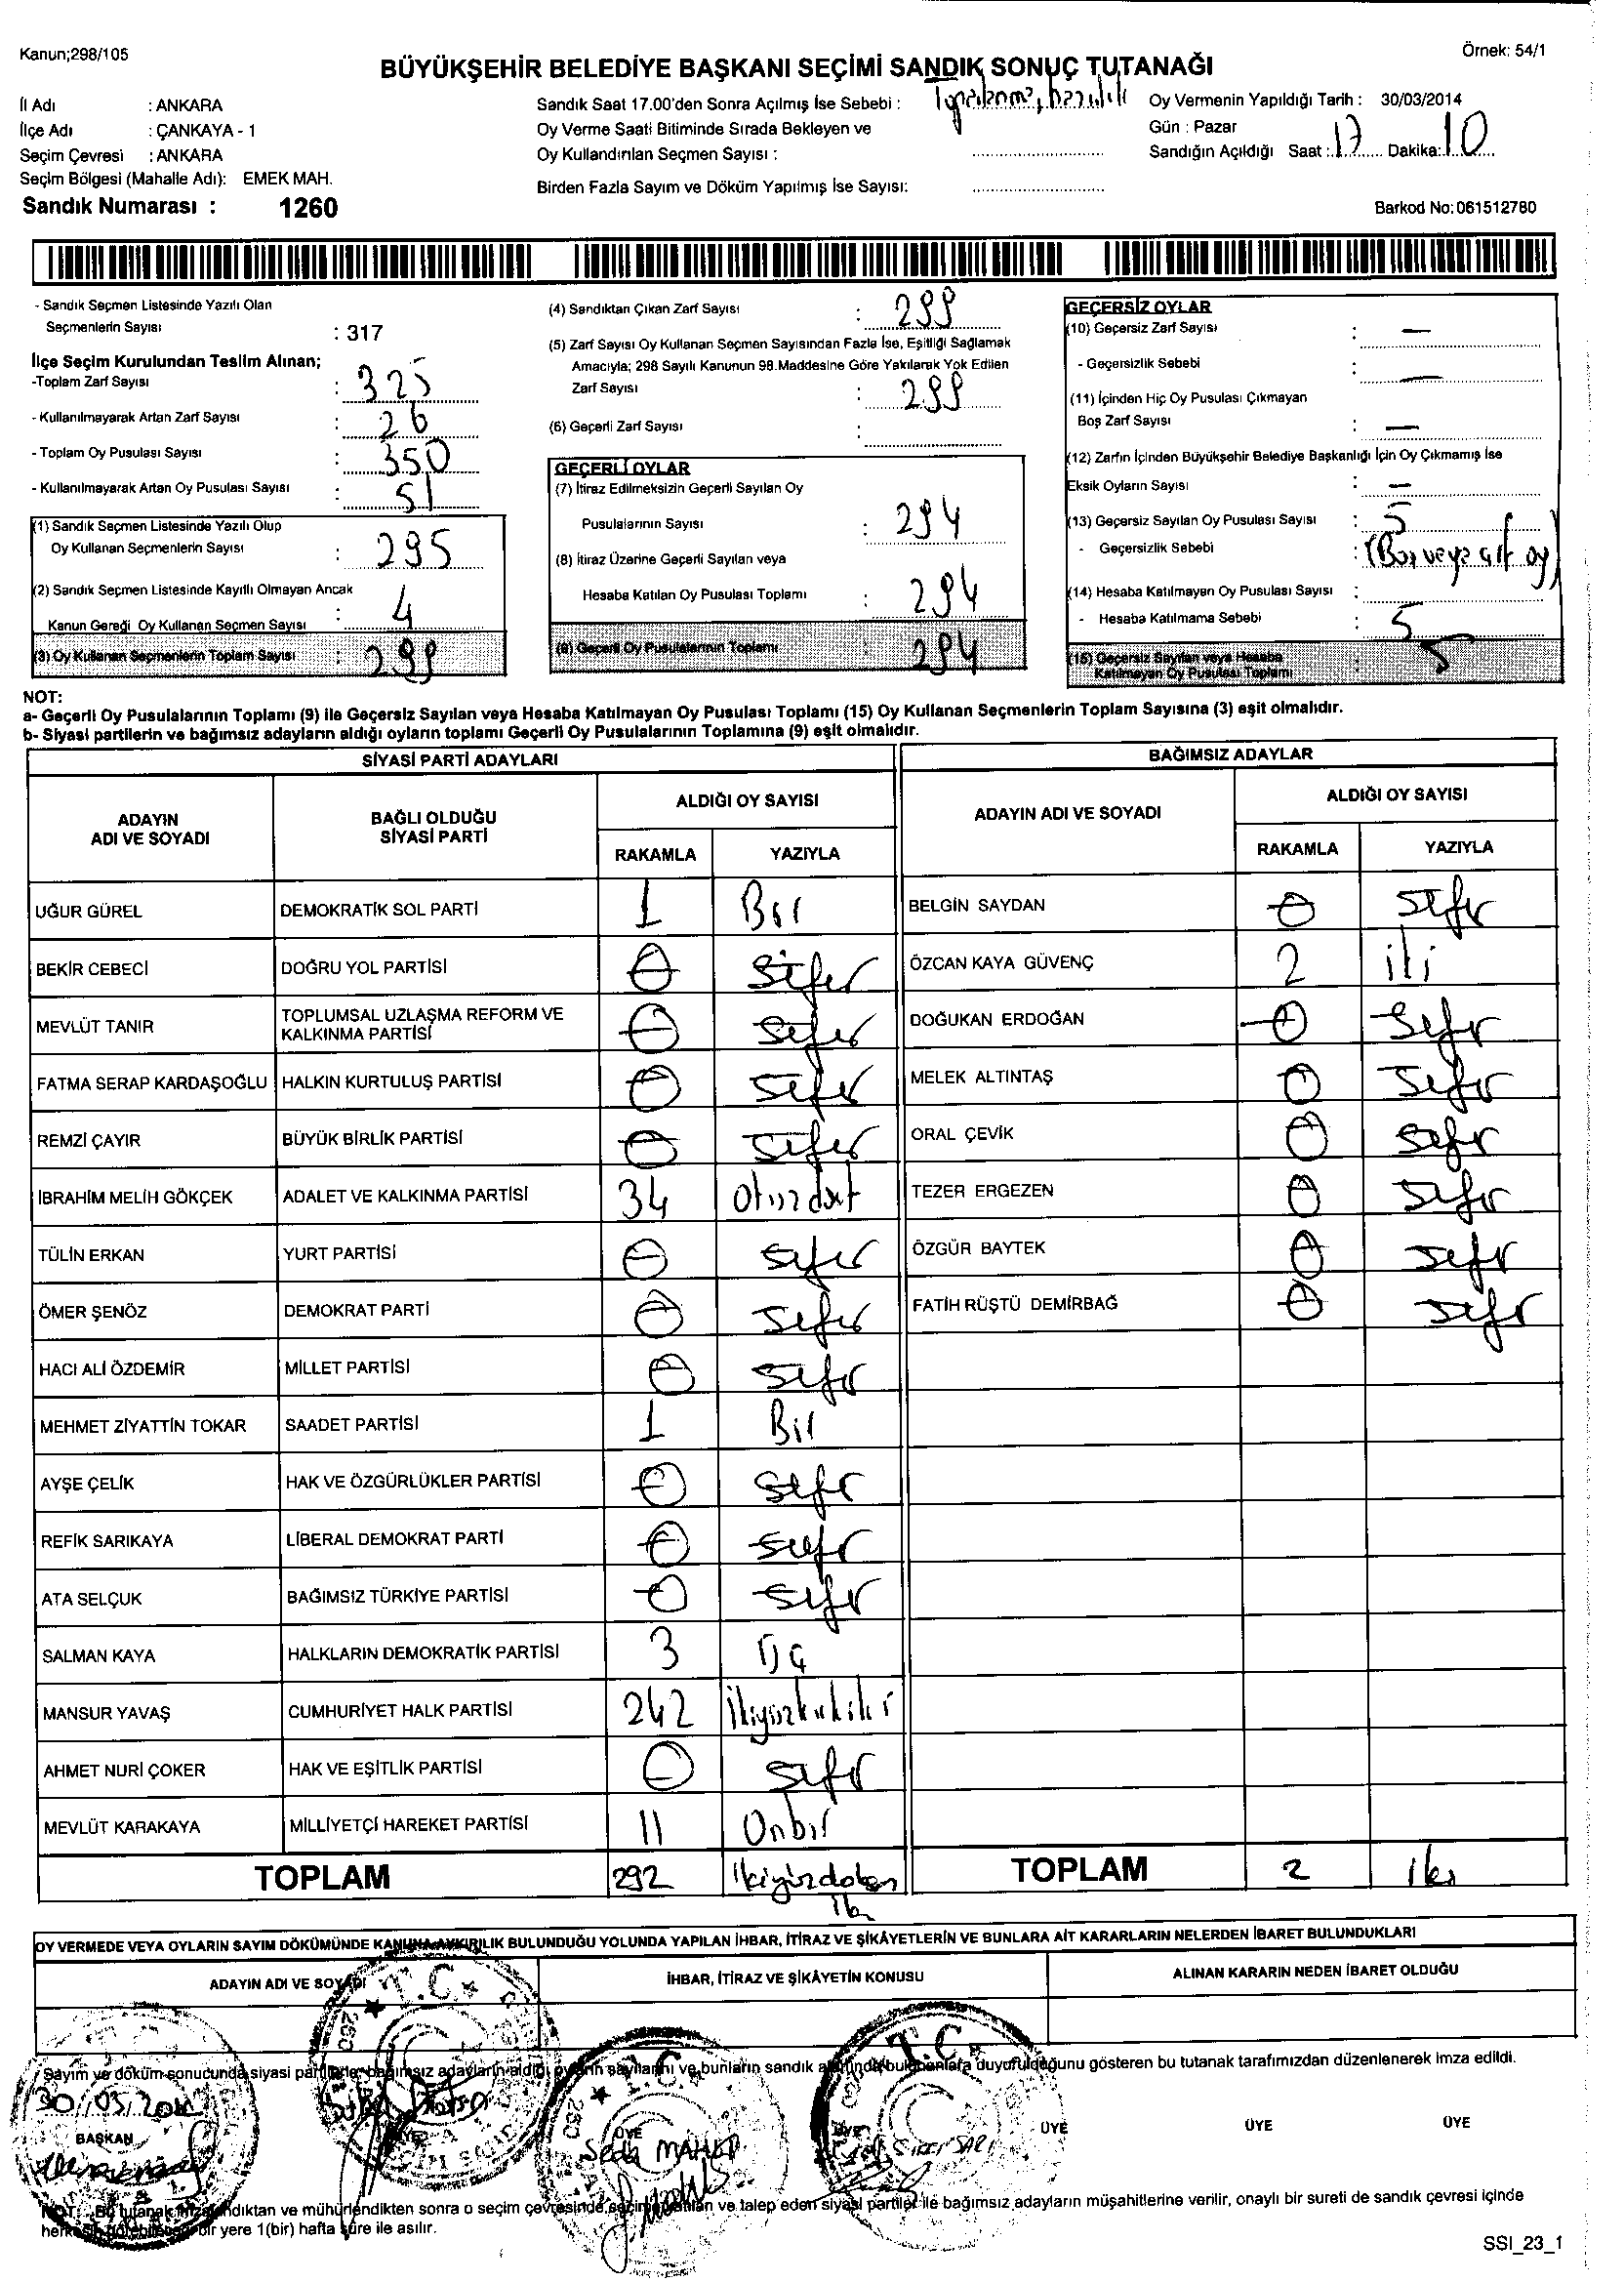 Kanun;298/105
Örnek: 54/1
BÜYÜKŞEHİR BELEDİYE BAŞKANI SEÇİMİ SANDIK SONUÇ TUTANAĞI
İl Adı : ANKARA
İlçe Adı : ÇANKAYA - 1
Seçim Çevresi : ANKARA
Seçim Bölgesi (Mahalle Adı): EMEK MAH.
Sandık Numarası : 1260
Sandık Saat 17.00'den Sonra Açılmış İse Sebebi :
Oy Verme Saati Bitiminde Sırada Bekleyen ve
Oy Kullandırılan Seçmen Sayısı :
Birden Fazla Sayım ve Döküm Yapılmış İse Sayısı:
Oy Vermenin Yapıldığı Tarih : 30/03/2014
Gün : Pazar
Sandığın Açıldığı Saat : 17 Dakika: 10
Barkod No: 061512780
- Sandık Seçmen Listesinde Yazılı Olan
Seçmenlerin Sayısı : 317
İlçe Seçim Kurulundan Teslim Alınan;
-Toplam Zarf Sayısı : 325
- Kullanılmayarak Artan Zarf Sayısı : 26
- Toplam Oy Pusulası Sayısı : 350
- Kullanılmayarak Artan Oy Pusulası Sayısı : 51
(1) Sandık Seçmen Listesinde Yazılı Olup
Oy Kullanan Seçmenlerin Sayısı : 295
(2) Sandık Seçmen Listesinde Kayıtlı Olmayan Ancak
Kanun Gereği Oy Kullanan Seçmen Sayısı : 4
(3) Oy Kullanan Seçmenlerin Toplam Sayısı : 299
(4) Sandıktan Çıkan Zarf Sayısı : 299
(5) Zarf Sayısı Oy Kullanan Seçmen Sayısından Fazla İse, Eşitliği Sağlamak
Amacıyla; 298 Sayılı Kanunun 98.Maddesine Göre Yakılarak Yok Edilen
Zarf Sayısı : 299
(6) Geçerli Zarf Sayısı :
GEÇERLİ OYLAR
(7) İtiraz Edilmeksizin Geçerli Sayılan Oy
Pusulalarının Sayısı : 294
(8) İtiraz Üzerine Geçerli Sayılan veya
Hesaba Katılan Oy Pusulası Toplamı : 294
(9) Geçerli Oy Pusulalarının Toplamı 294
GEÇERSİZ OYLAR
(10) Geçersiz Zarf Sayısı : —
- Geçersizlik Sebebi : —
(11) İçinden Hiç Oy Pusulası Çıkmayan
Boş Zarf Sayısı : —
(12) Zarfın İçinden Büyükşehir Belediye Başkanlığı İçin Oy Çıkmamış İse
Eksik Oyların Sayısı : —
(13) Geçersiz Sayılan Oy Pusulası Sayısı : 5
- Geçersizlik Sebebi : (Boş veya çift oy)
(14) Hesaba Katılmayan Oy Pusulası Sayısı :
- Hesaba Katılmama Sebebi : 5
(15) Geçersiz Sayılan veya Hesaba
Katılmayan Oy Pusulası Toplamı : 5
NOT:
a- Geçerli Oy Pusulalarının Toplamı (9) ile Geçersiz Sayılan veya Hesaba Katılmayan Oy Pusulası Toplamı (15) Oy Kullanan Seçmenlerin Toplam Sayısına (3) eşit olmalıdır.
b- Siyasi partilerin ve bağımsız adayların aldığı oyların toplamı Geçerli Oy Pusulalarının Toplamına (9) eşit olmalıdır.
SİYASİ PARTİ ADAYLARI
ADAYIN ADI VE SOYADI BAĞLI OLDUĞU SİYASİ PARTİ ALDIĞI OY SAYISI
RAKAMLA YAZIYLA
UĞUR GÜREL DEMOKRATİK SOL PARTİ 1 Bir
BEKİR CEBECİ DOĞRU YOL PARTİSİ 0 Sıfır
MEVLÜT TANIR TOPLUMSAL UZLAŞMA REFORM VE KALKINMA PARTİSİ 0 Sıfır
FATMA SERAP KARDAŞOĞLU HALKIN KURTULUŞ PARTİSİ 0 Sıfır
REMZİ ÇAYIR BÜYÜK BİRLİK PARTİSİ 0 Sıfır
İBRAHİM MELİH GÖKÇEK ADALET VE KALKINMA PARTİSİ 34 Otuzdört
TÜLİN ERKAN YURT PARTİSİ 0 Sıfır
ÖMER ŞENÖZ DEMOKRAT PARTİ 0 Sıfır
HACI ALİ ÖZDEMİR MİLLET PARTİSİ 0 Sıfır
MEHMET ZİYATTİN TOKAR SAADET PARTİSİ 1 Bir
AYŞE ÇELİK HAK VE ÖZGÜRLÜKLER PARTİSİ 0 Sıfır
REFİK SARIKAYA LİBERAL DEMOKRAT PARTİ 0 Sıfır
ATA SELÇUK BAĞIMSIZ TÜRKİYE PARTİSİ 0 Sıfır
SALMAN KAYA HALKLARIN DEMOKRATİK PARTİSİ 3 Üç
MANSUR YAVAŞ CUMHURİYET HALK PARTİSİ 242 İkiyüzkırkiki
AHMET NURİ ÇOKER HAK VE EŞİTLİK PARTİSİ 0 Sıfır
MEVLÜT KARAKAYA MİLLİYETÇİ HAREKET PARTİSİ 11 Onbir
TOPLAM 292 ikiyüzdoksan iki
BAĞIMSIZ ADAYLAR
ADAYIN ADI VE SOYADI ALDIĞI OY SAYISI
RAKAMLA YAZIYLA
BELGİN SAYDAN 0 Sıfır
ÖZCAN KAYA GÜVENÇ 2 iki
DOĞUKAN ERDOĞAN 0 Sıfır
MELEK ALTINTAŞ 0 Sıfır
ORAL ÇEVİK 0 Sıfır
TEZER ERGEZEN 0 Sıfır
ÖZGÜR BAYTEK 0 Sıfır
FATİH RÜŞTÜ DEMİRBAĞ 0 Sıfır
TOPLAM 2 iki
OY VERMEDE VEYA OYLARIN SAYIM DÖKÜMÜNDE KANUNA AYKIRILIK BULUNDUĞU YOLUNDA YAPILAN İHBAR, İTİRAZ VE ŞİKÂYETLERİN VE BUNLARA AİT KARARLARIN NELERDEN İBARET BULUNDUKLARI
ADAYIN ADI VE SOYADI İHBAR, İTİRAZ VE ŞİKÂYETİN KONUSU ALINAN KARARIN NEDEN İBARET OLDUĞU
Sayım ve döküm sonucunda siyasi partilerle bağımsız adayların aldığı oyların sayılarını ve bunların sandık alanında bulunanlara duyurulduğunu gösteren bu tutanak tarafımızdan düzenlenerek imza edildi.
30/03/2014
BAŞKAN ÜYE ÜYE ÜYE ÜYE ÜYE ÜYE
Seda
T.C.
NOT: Bu tutanak imzalandıktan ve mühürlendikten sonra o seçim çevresinde seçime katılan ve talep eden siyasi partiler ile bağımsız adayların müşahitlerine verilir, onaylı bir sureti de sandık çevresi içinde
herkesin görebileceği bir yere 1(bir) hafta süre ile asılır.
SSI_23_1